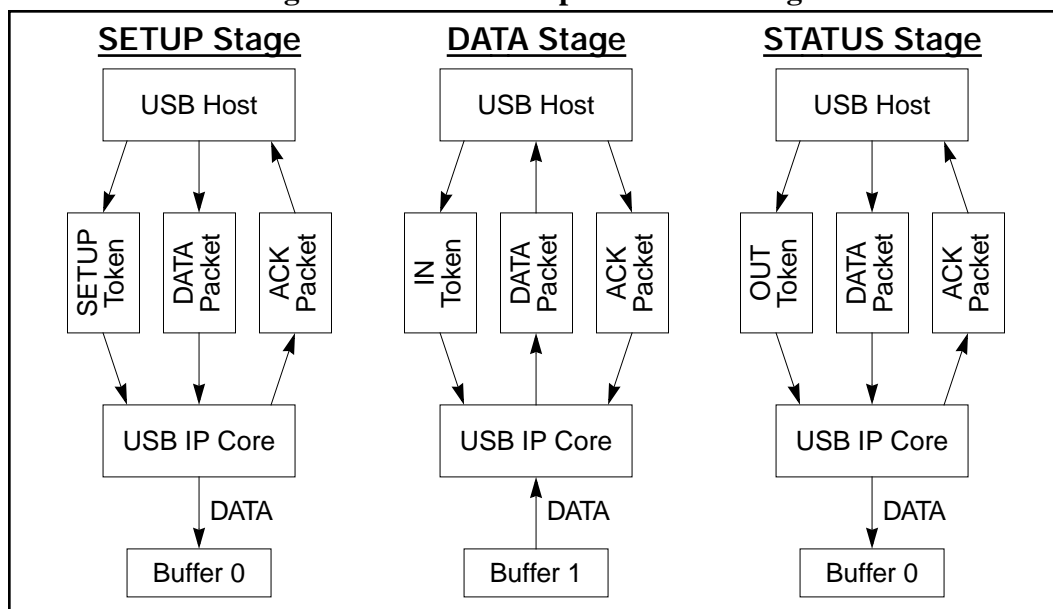 SETUP Stage
USB Host
SETUP
Token
DATA
Packet
ACK
Packet
USB IP Core
DATA
Buffer 0
DATA Stage
USB Host
IN
Token
DATA
Packet
ACK
Packet
USB IP Core
DATA
Buffer 1
STATUS Stage
USB Host
OUT
Token
DATA
Packet
ACK
Packet
USB IP Core
DATA
Buffer 0